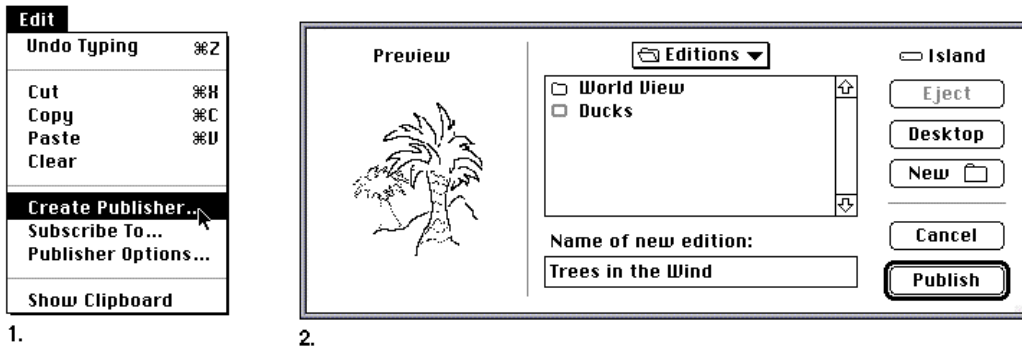 Edit
Undo Typing ⌘Z
Cut ⌘X
Copy ⌘C
Paste ⌘V
Clear
Create Publisher...
Subscribe To...
Publisher Options...
Show Clipboard
1.
Preview
Editions
World View
Ducks
Name of new edition:
Trees in the Wind
Island
Eject
Desktop
New
Cancel
Publish
2.